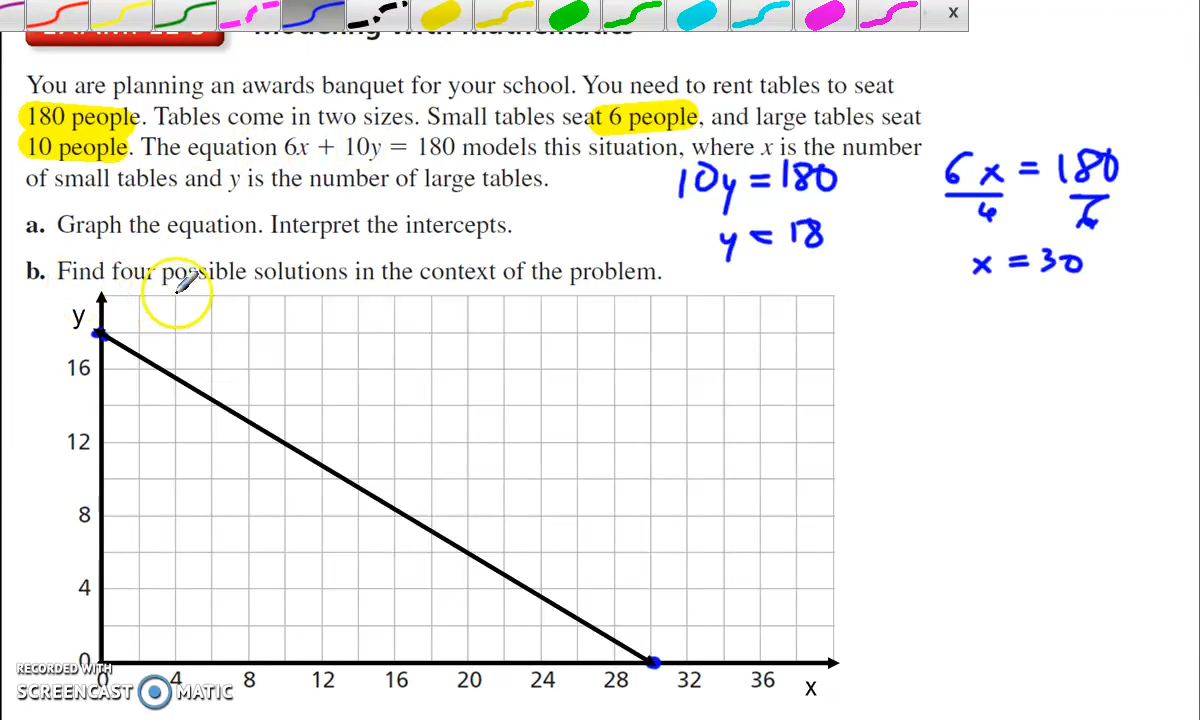 x
Modeling with Mathematics
You are planning an awards banquet for your school. You need to rent tables to seat
180 people. Tables come in two sizes. Small tables seat 6 people, and large tables seat
10 people. The equation 6x + 10y = 180 models this situation, where x is the number
of small tables and y is the number of large tables.
10y = 180
y = 18
6x = 180
6 6
x = 30
a. Graph the equation. Interpret the intercepts.
b. Find four possible solutions in the context of the problem.
y
16
12
8
4
0
0 4 8 12 16 20 24 28 32 36 x
RECORDED WITH
SCREENCAST MATIC